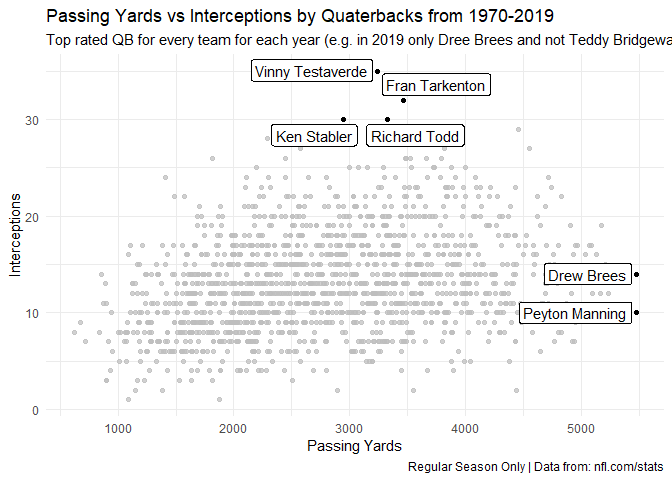 Passing Yards vs Interceptions by Quaterbacks from 1970-2019
Top rated QB for every team for each year (e.g. in 2019 only Dree Brees and not Teddy Bridgewa
Vinny Testaverde
Fran Tarkenton
Ken Stabler
Richard Todd
Drew Brees
Peyton Manning
Interceptions
30
20
10
0
1000 2000 3000 4000 5000
Passing Yards
Regular Season Only | Data from: nfl.com/stats